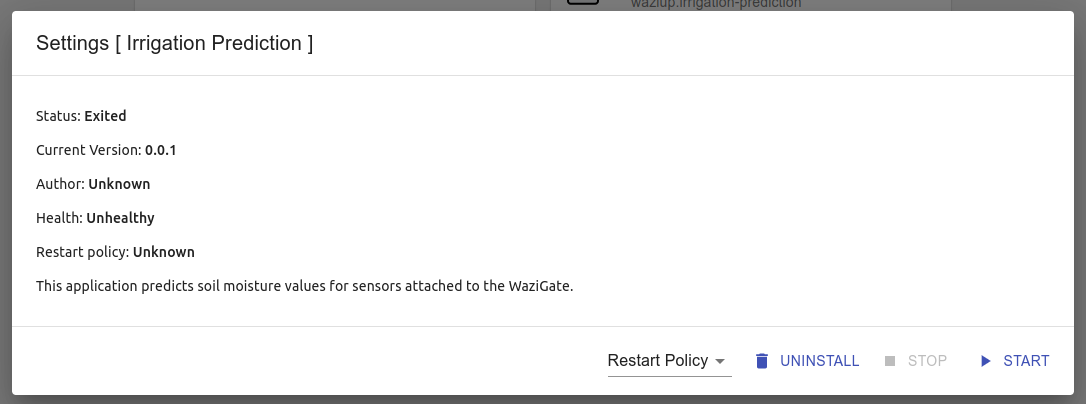 waziup.irrigation-prediction
Settings [ Irrigation Prediction ]
Status: Exited
Current Version: 0.0.1
Author: Unknown
Health: Unhealthy
Restart policy: Unknown
This application predicts soil moisture values for sensors attached to the WaziGate.
Restart Policy UNINSTALL STOP START